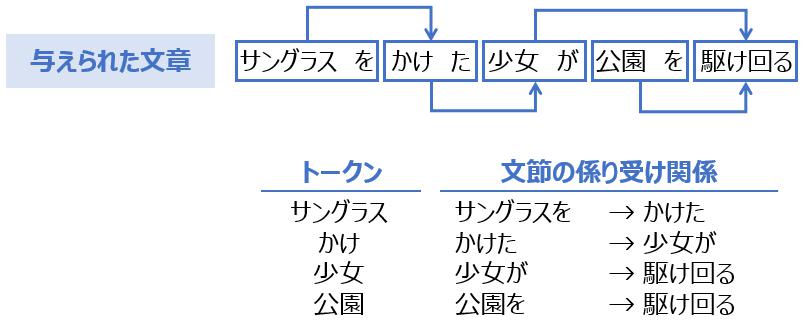 与えられた文章
サングラス を かけ た 少女 が 公園 を 駆け回る
トークン 文節の係り受け関係
サングラス サングラスを → かけた
かけ かけた → 少女が
少女 少女が → 駆け回る
公園 公園を → 駆け回る